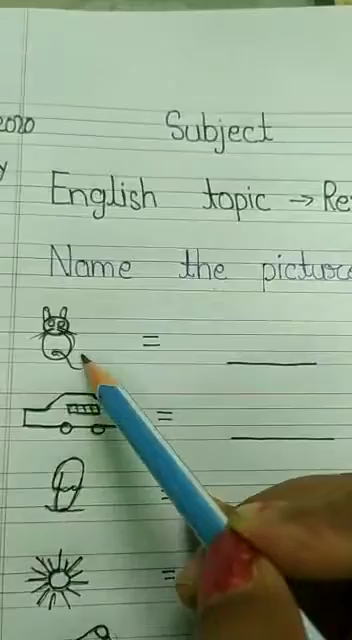 2020 Subject
English topic → Re
Name the picture
=
=
=
=